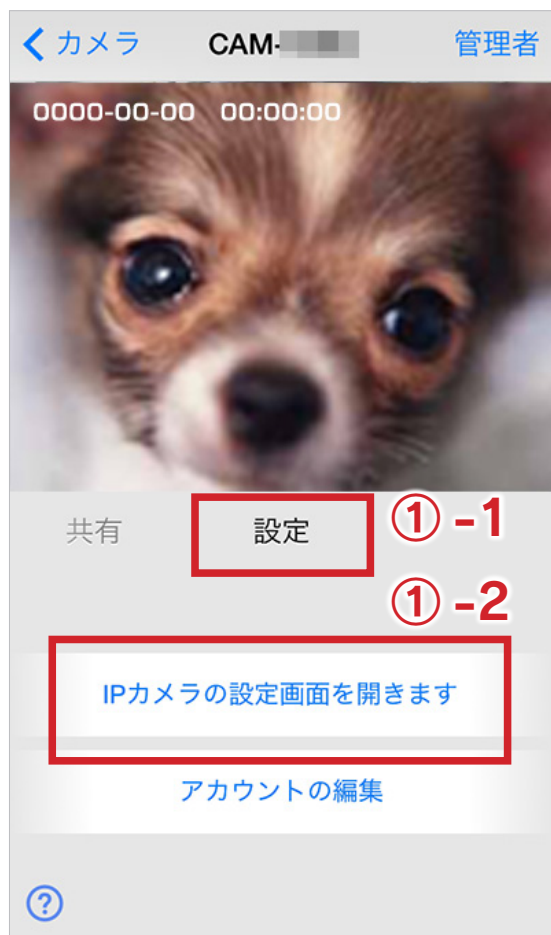 カメラ CAM- 管理者
0000-00-00 00:00:00
共有 設定 ①-1
①-2
IPカメラの設定画面を開きます
アカウントの編集
?